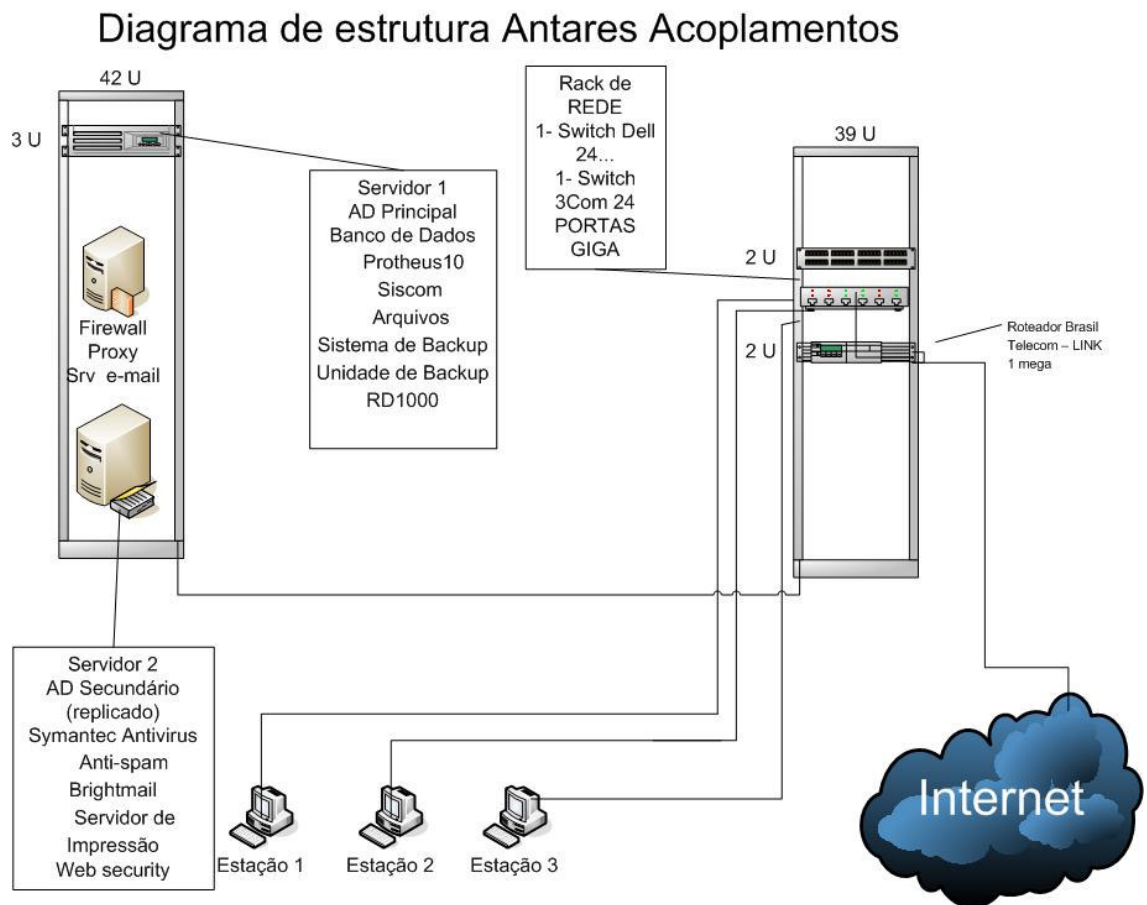 Diagrama de estrutura Antares Acoplamentos
42 U
3 U
Firewall
Proxy
Srv e-mail
Servidor 1
AD Principal
Banco de Dados
Protheus10
Siscom
Arquivos
Sistema de Backup
Unidade de Backup
RD1000
Rack de
REDE
1- Switch Dell
24...
1- Switch
3Com 24
PORTAS
GIGA
39 U
2 U
2 U
Roteador Brasil
Telecom – LINK
1 mega
Servidor 2
AD Secundário
(replicado)
Symantec Antivirus
Anti-spam
Brightmail
Servidor de
Impressão
Web security
Estação 1
Estação 2
Estação 3
Internet